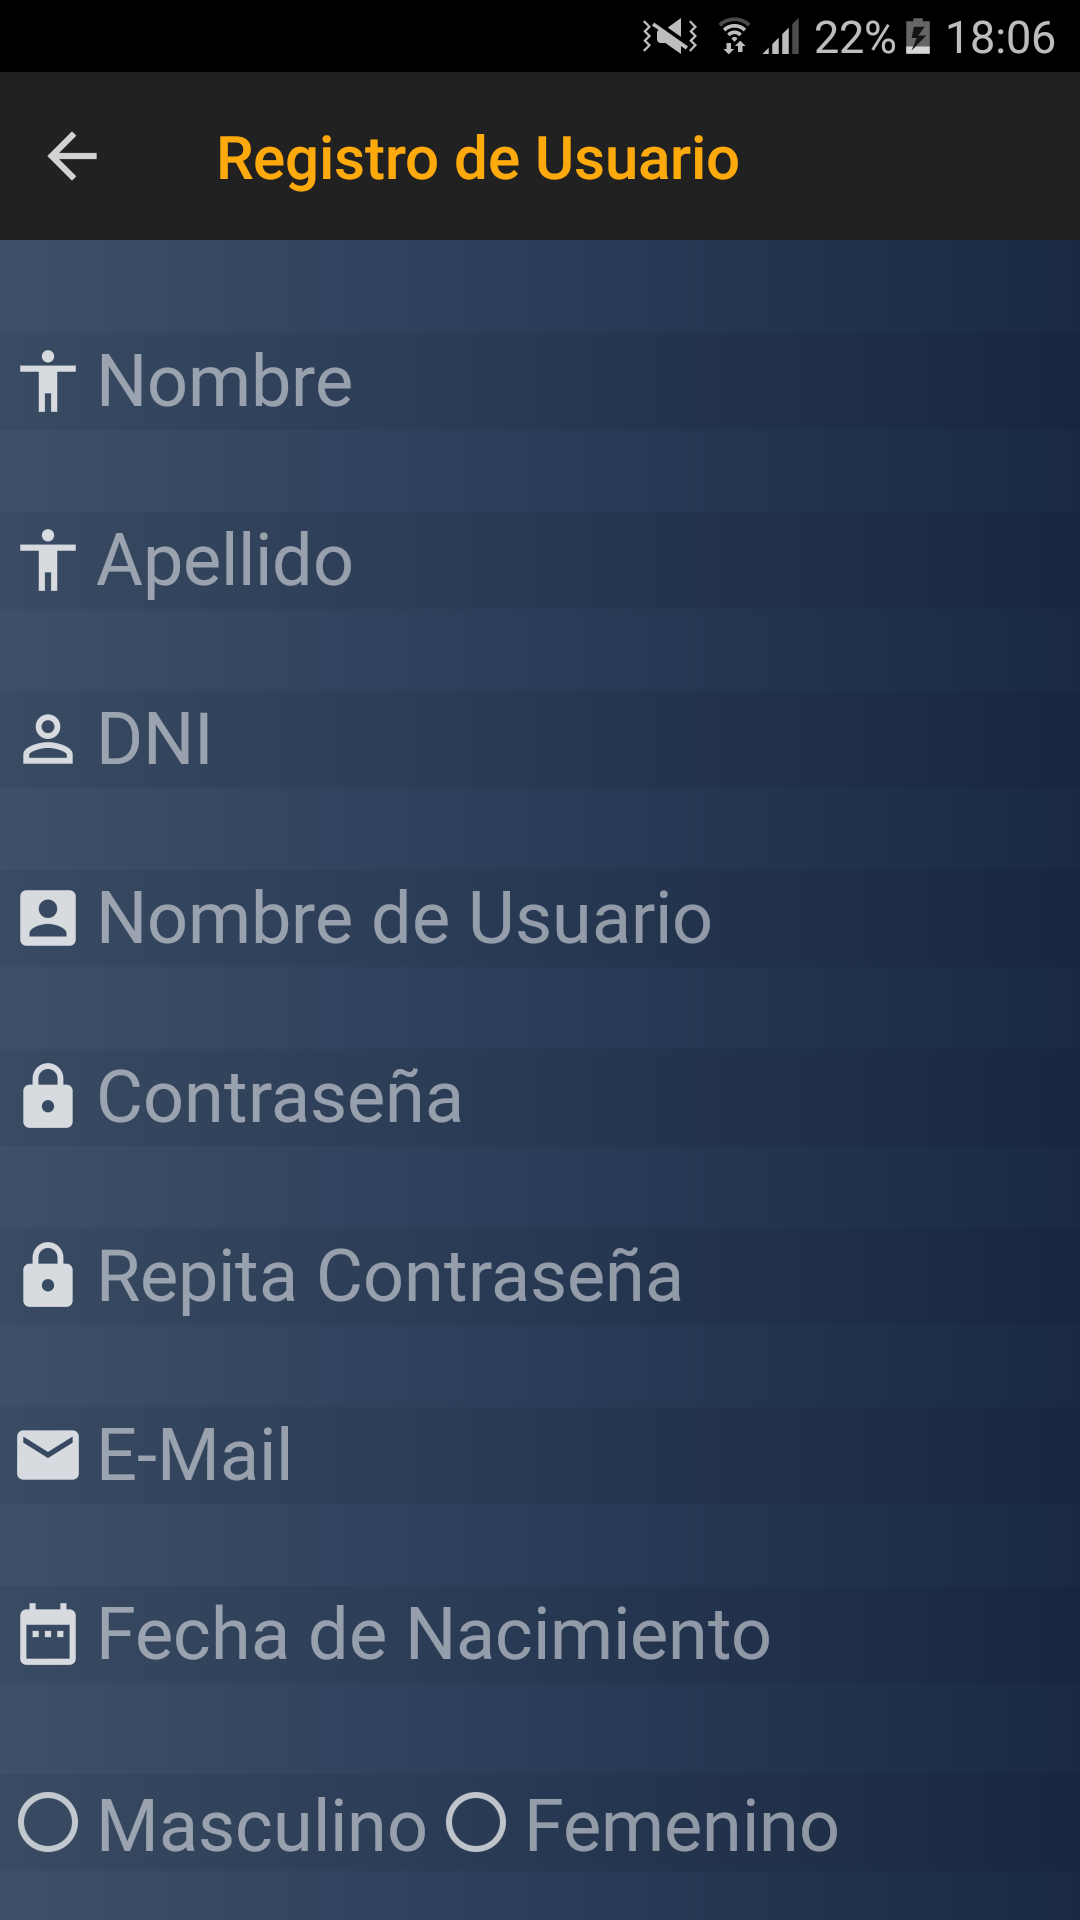 22% 18:06
Registro de Usuario
Nombre
Apellido
DNI
Nombre de Usuario
Contraseña
Repita Contraseña
E-Mail
Fecha de Nacimiento
Masculino Femenino